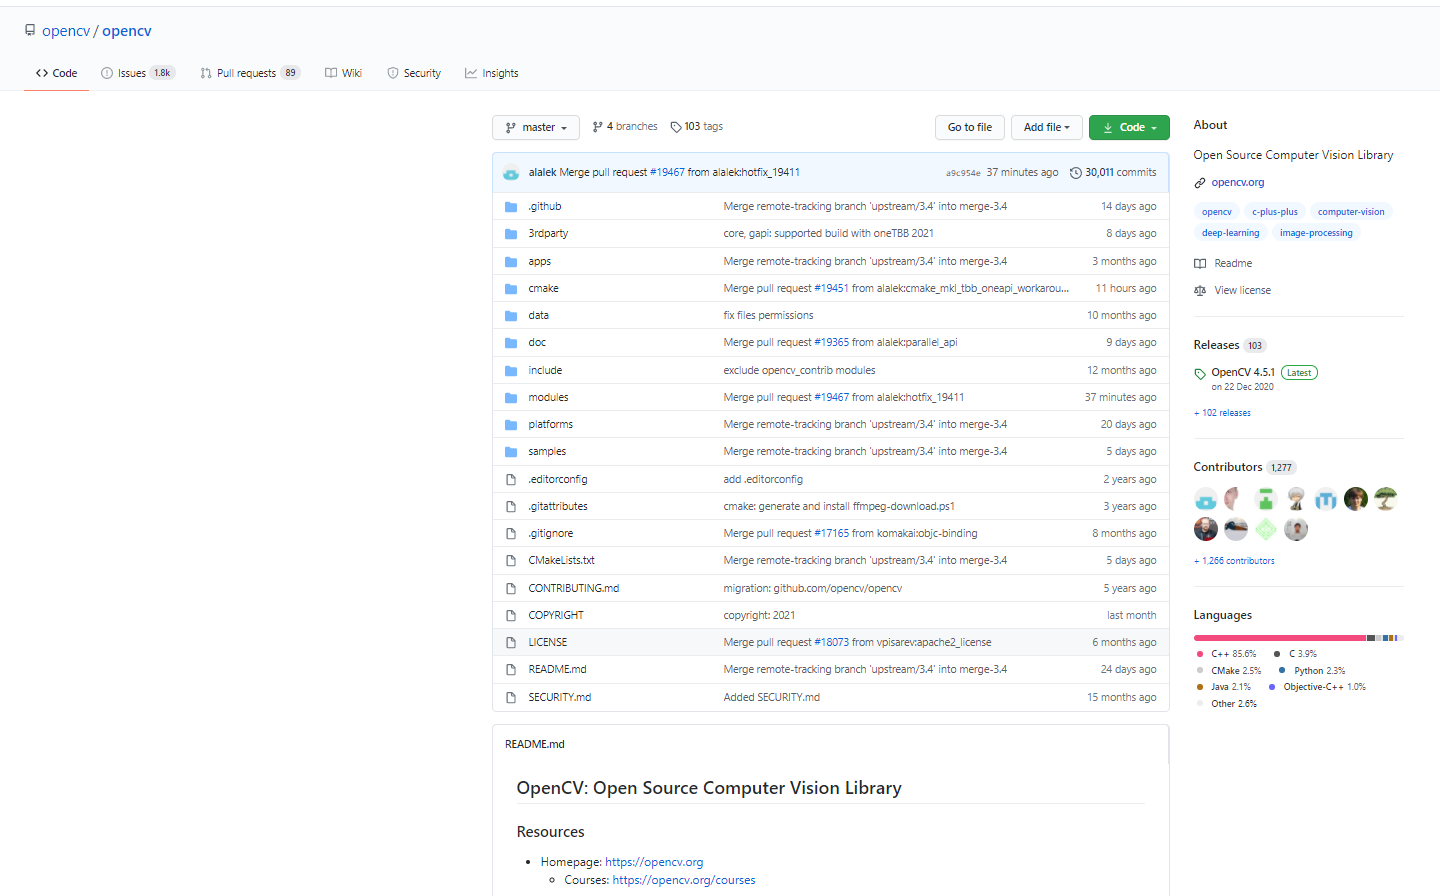 opencv / opencv
Code Issues 1.8k Pull requests 89 Wiki Security Insights
master 4 branches 103 tags Go to file Add file Code
alalek Merge pull request #19467 from alalek:hotfix_19411 a9c954e 37 minutes ago 30,011 commits
.github Merge remote-tracking branch 'upstream/3.4' into merge-3.4 14 days ago
3rdparty core, gapi: supported build with oneTBB 2021 8 days ago
apps Merge remote-tracking branch 'upstream/3.4' into merge-3.4 3 months ago
cmake Merge pull request #19451 from alalek:cmake_mkl_tbb_oneapi_workarou... 11 hours ago
data fix files permissions 10 months ago
doc Merge pull request #19365 from alalek:parallel_api 9 days ago
include exclude opencv_contrib modules 12 months ago
modules Merge pull request #19467 from alalek:hotfix_19411 37 minutes ago
platforms Merge remote-tracking branch 'upstream/3.4' into merge-3.4 20 days ago
samples Merge remote-tracking branch 'upstream/3.4' into merge-3.4 5 days ago
.editorconfig add .editorconfig 2 years ago
.gitattributes cmake: generate and install ffmpeg-download.ps1 3 years ago
.gitignore Merge pull request #17165 from komakai:objc-binding 8 months ago
CMakeLists.txt Merge remote-tracking branch 'upstream/3.4' into merge-3.4 5 days ago
CONTRIBUTING.md migration: github.com/opencv/opencv 5 years ago
COPYRIGHT copyright: 2021 last month
LICENSE Merge pull request #18073 from vpisarev:apache2_license 6 months ago
README.md Merge remote-tracking branch 'upstream/3.4' into merge-3.4 24 days ago
SECURITY.md Added SECURITY.md 15 months ago
README.md
OpenCV: Open Source Computer Vision Library
Resources
Homepage: https://opencv.org
Courses: https://opencv.org/courses
About
Open Source Computer Vision Library
opencv.org
opencv c-plus-plus computer-vision
deep-learning image-processing
Readme
View license
Releases 103
OpenCV 4.5.1 Latest
on 22 Dec 2020
+ 102 releases
Contributors 1,277
+ 1,266 contributors
Languages
C++ 85.6% C 3.9%
CMake 2.5% Python 2.3%
Java 2.1% Objective-C++ 1.0%
Other 2.6%